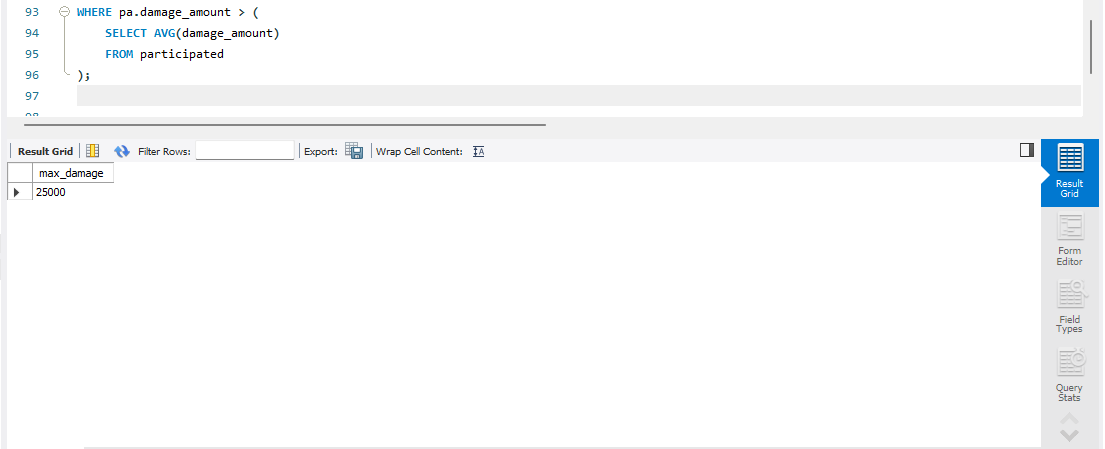 93 WHERE pa.damage_amount > (
94 SELECT AVG(damage_amount)
95 FROM participated
96 );
97
Result Grid Filter Rows: Export: Wrap Cell Content:
max_damage
25000
Result
Grid
Form
Editor
Field
Types
Query
Stats